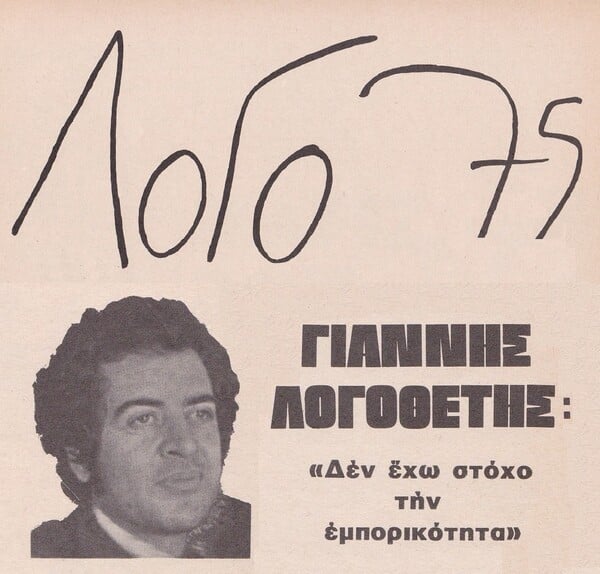 Λογο 75
ΓΙΑΝΝΗΣ
ΛΟΓΟΘΕΤΗΣ:
«Δὲν ἔχω στόχο
τὴν
ἐμπορικότητα»